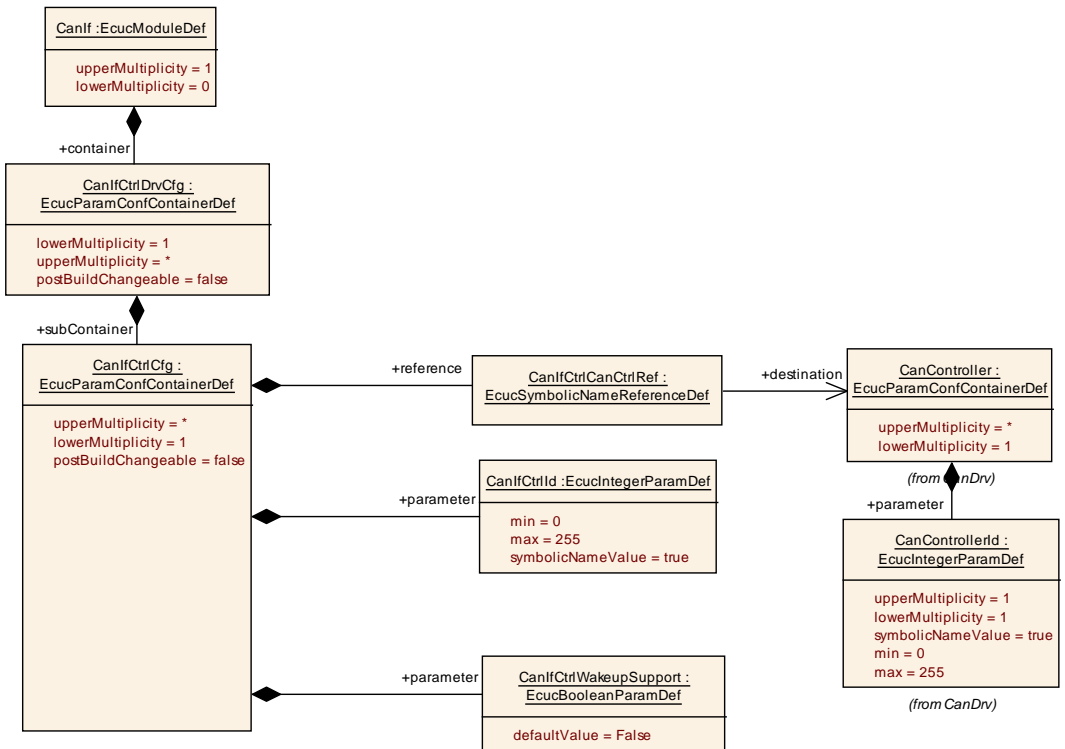 CanIf :EcucModuleDef
upperMultiplicity = 1
lowerMultiplicity = 0
+container
CanIfCtrlDrvCfg :
EcucParamConfContainerDef
lowerMultiplicity = 1
upperMultiplicity = *
postBuildChangeable = false
+subContainer
CanIfCtrlCfg :
EcucParamConfContainerDef
upperMultiplicity = *
lowerMultiplicity = 1
postBuildChangeable = false
+reference
CanIfCtrlCanCtrlRef :
EcucSymbolicNameReferenceDef
+destination
CanController :
EcucParamConfContainerDef
upperMultiplicity = *
lowerMultiplicity = 1
(from CanDrv)
+parameter
CanIfCtrlId :EcucIntegerParamDef
min = 0
max = 255
symbolicNameValue = true
+parameter
CanControllerId :
EcucIntegerParamDef
upperMultiplicity = 1
lowerMultiplicity = 1
symbolicNameValue = true
min = 0
max = 255
(from CanDrv)
+parameter
CanIfCtrlWakeupSupport :
EcucBooleanParamDef
defaultValue = False